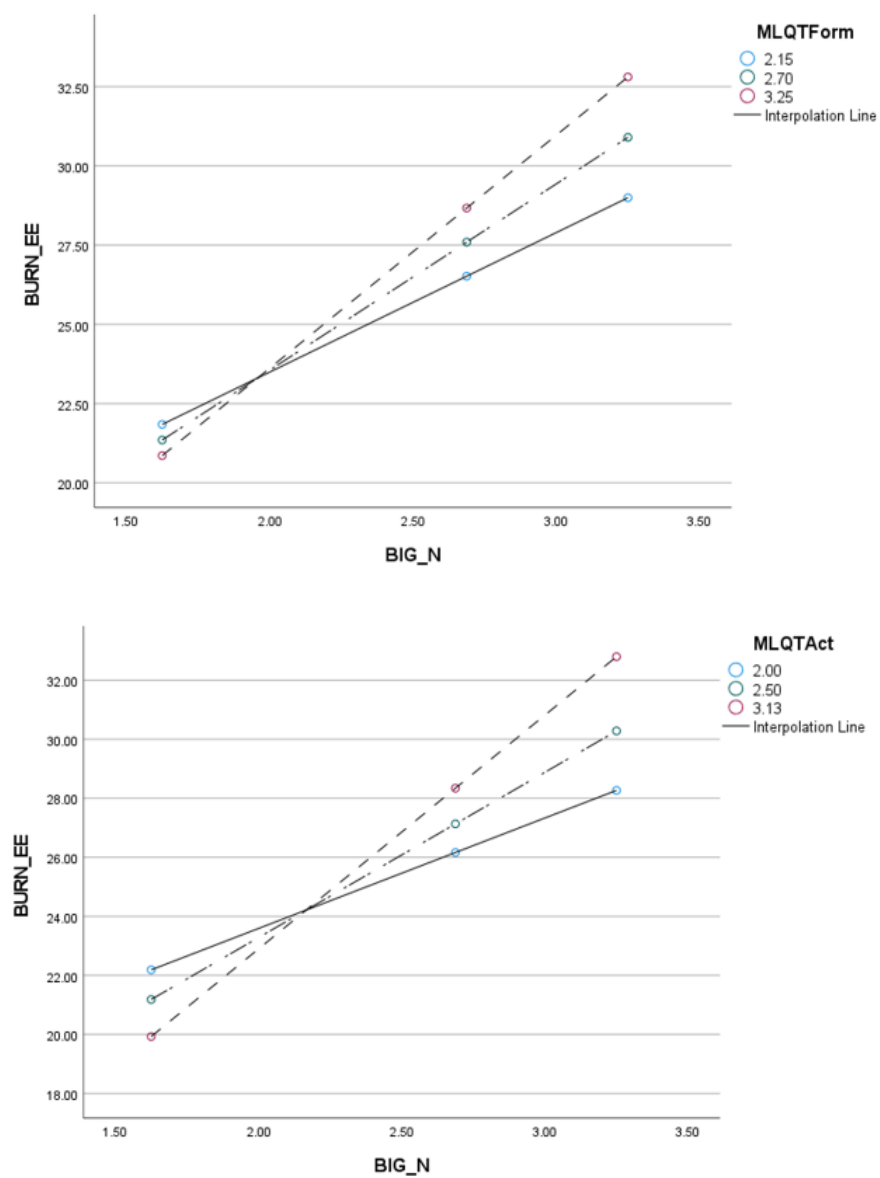 MLQTForm
2.15
2.70
3.25
Interpolation Line
32.50
30.00
27.50
25.00
22.50
20.00
BURN_EE
1.50 2.00 2.50 3.00 3.50
BIG_N
MLQTAct
2.00
2.50
3.13
Interpolation Line
32.00
30.00
28.00
26.00
24.00
22.00
20.00
18.00
BURN_EE
1.50 2.00 2.50 3.00 3.50
BIG_N